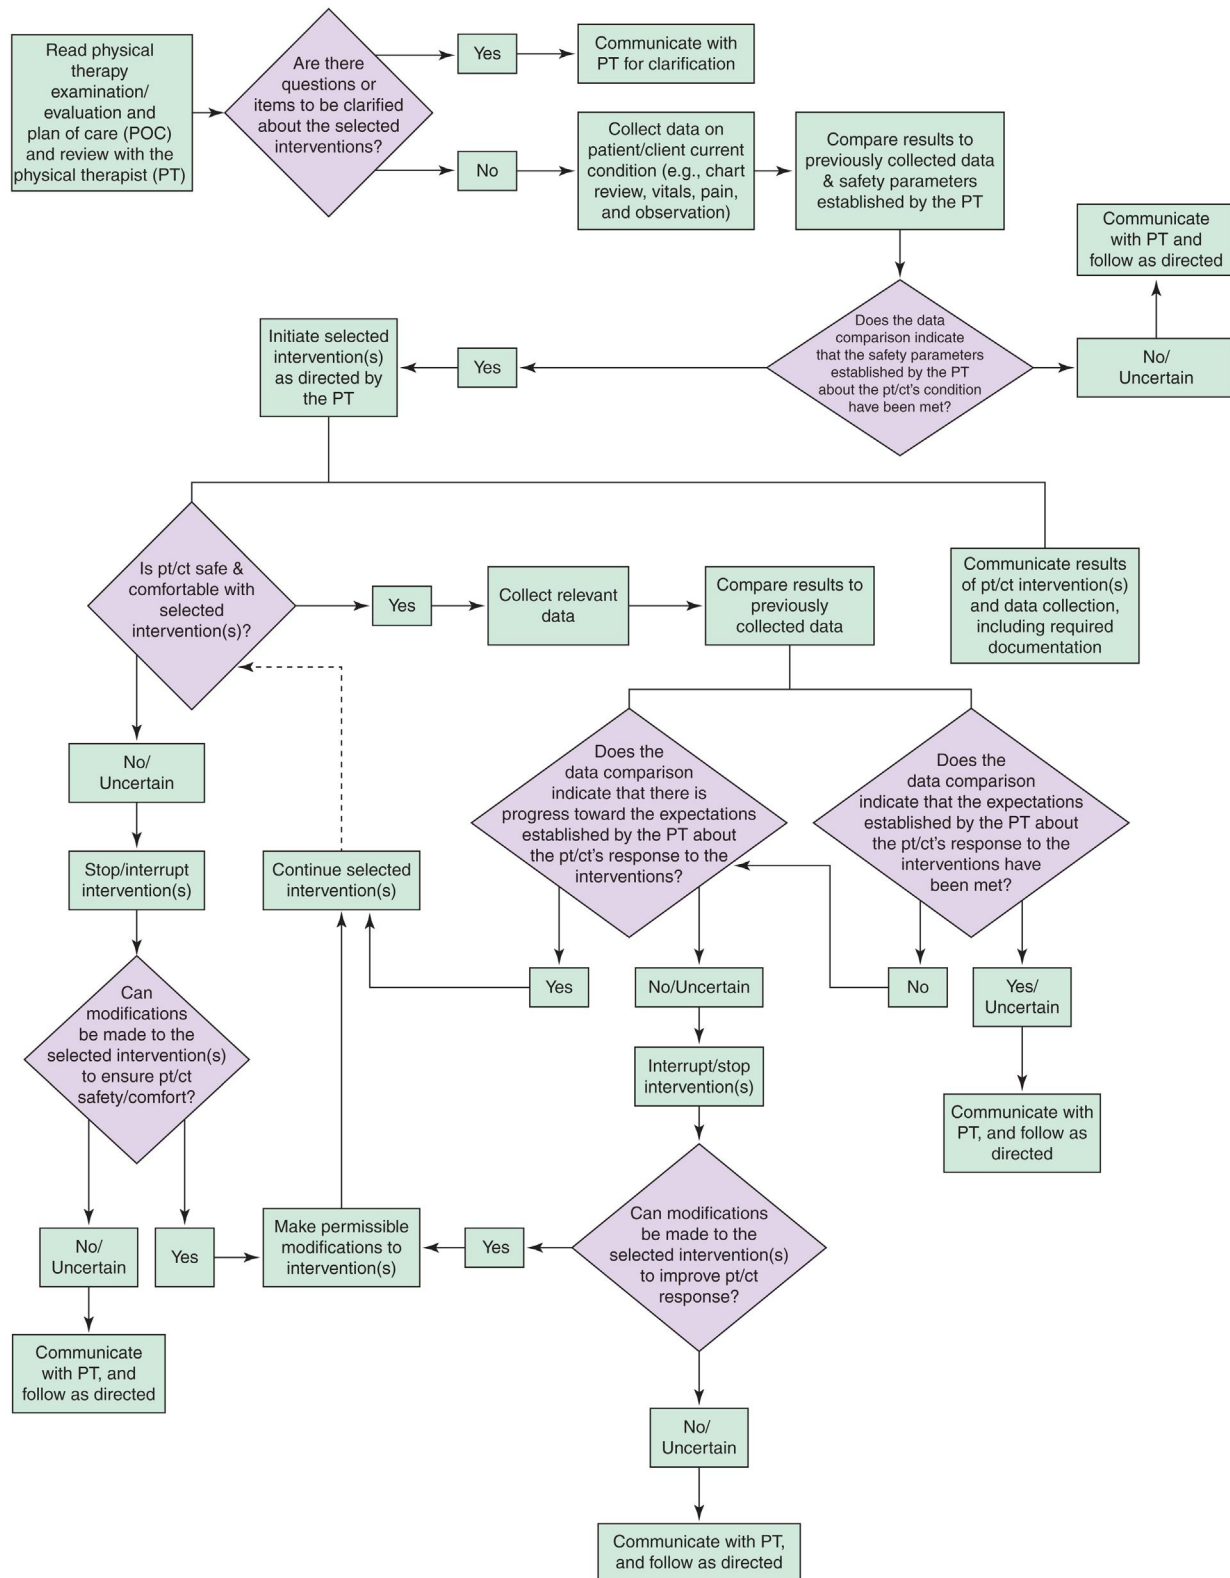 Read physical
therapy
examination/
evaluation and
plan of care (POC)
and review with the
physical therapist (PT)
Are there
questions or
items to be clarified
about the selected
interventions?
Yes
Communicate with
PT for clarification
No
Collect data on
patient/client current
condition (e.g., chart
review, vitals, pain,
and observation)
Compare results to
previously collected data
& safety parameters
established by the PT
Communicate
with PT and
follow as directed
Does the data
comparison indicate
that the safety parameters
established by the PT
about the pt/ct's condition
have been met?
No/
Uncertain
Yes
Initiate selected
intervention(s)
as directed by
the PT
Is pt/ct safe &
comfortable with
selected
intervention(s)?
Yes
Collect relevant
data
Compare results to
previously
collected data
Communicate results
of pt/ct intervention(s)
and data collection,
including required
documentation
No/
Uncertain
Stop/interrupt
intervention(s)
Continue selected
intervention(s)
Does the
data comparison
indicate that there is
progress toward the expectations
established by the PT about
the pt/ct's response to the
interventions?
Does the
data comparison
indicate that the expectations
established by the PT about
the pt/ct's response to the
interventions have
been met?
Yes
No/Uncertain
No
Yes/
Uncertain
Can
modifications
be made to the
selected intervention(s)
to ensure pt/ct
safety/comfort?
Interrupt/stop
intervention(s)
Communicate with
PT, and follow as
directed
No/
Uncertain
Yes
Make permissible
modifications to
intervention(s)
Yes
Can modifications
be made to the
selected intervention(s)
to improve pt/ct
response?
Communicate
with PT, and
follow as directed
No/
Uncertain
Communicate with PT,
and follow as directed